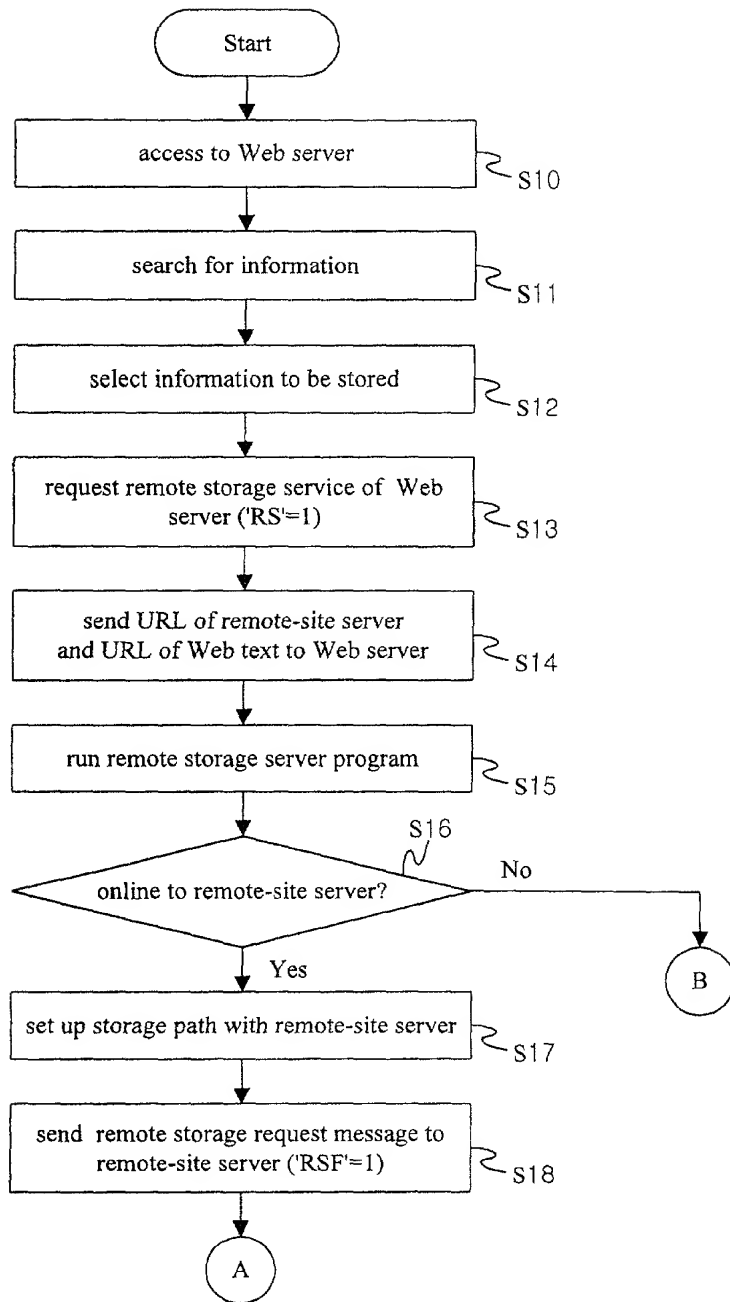 Start
access to Web server
S10
search for information
S11
select information to be stored
S12
request remote storage service of Web
server ('RS'=1)
S13
send URL of remote-site server
and URL of Web text to Web server
S14
run remote storage server program
S15
S16
online to remote-site server?
No
Yes
B
set up storage path with remote-site server
S17
send remote storage request message to
remote-site server ('RSF'=1)
S18
A